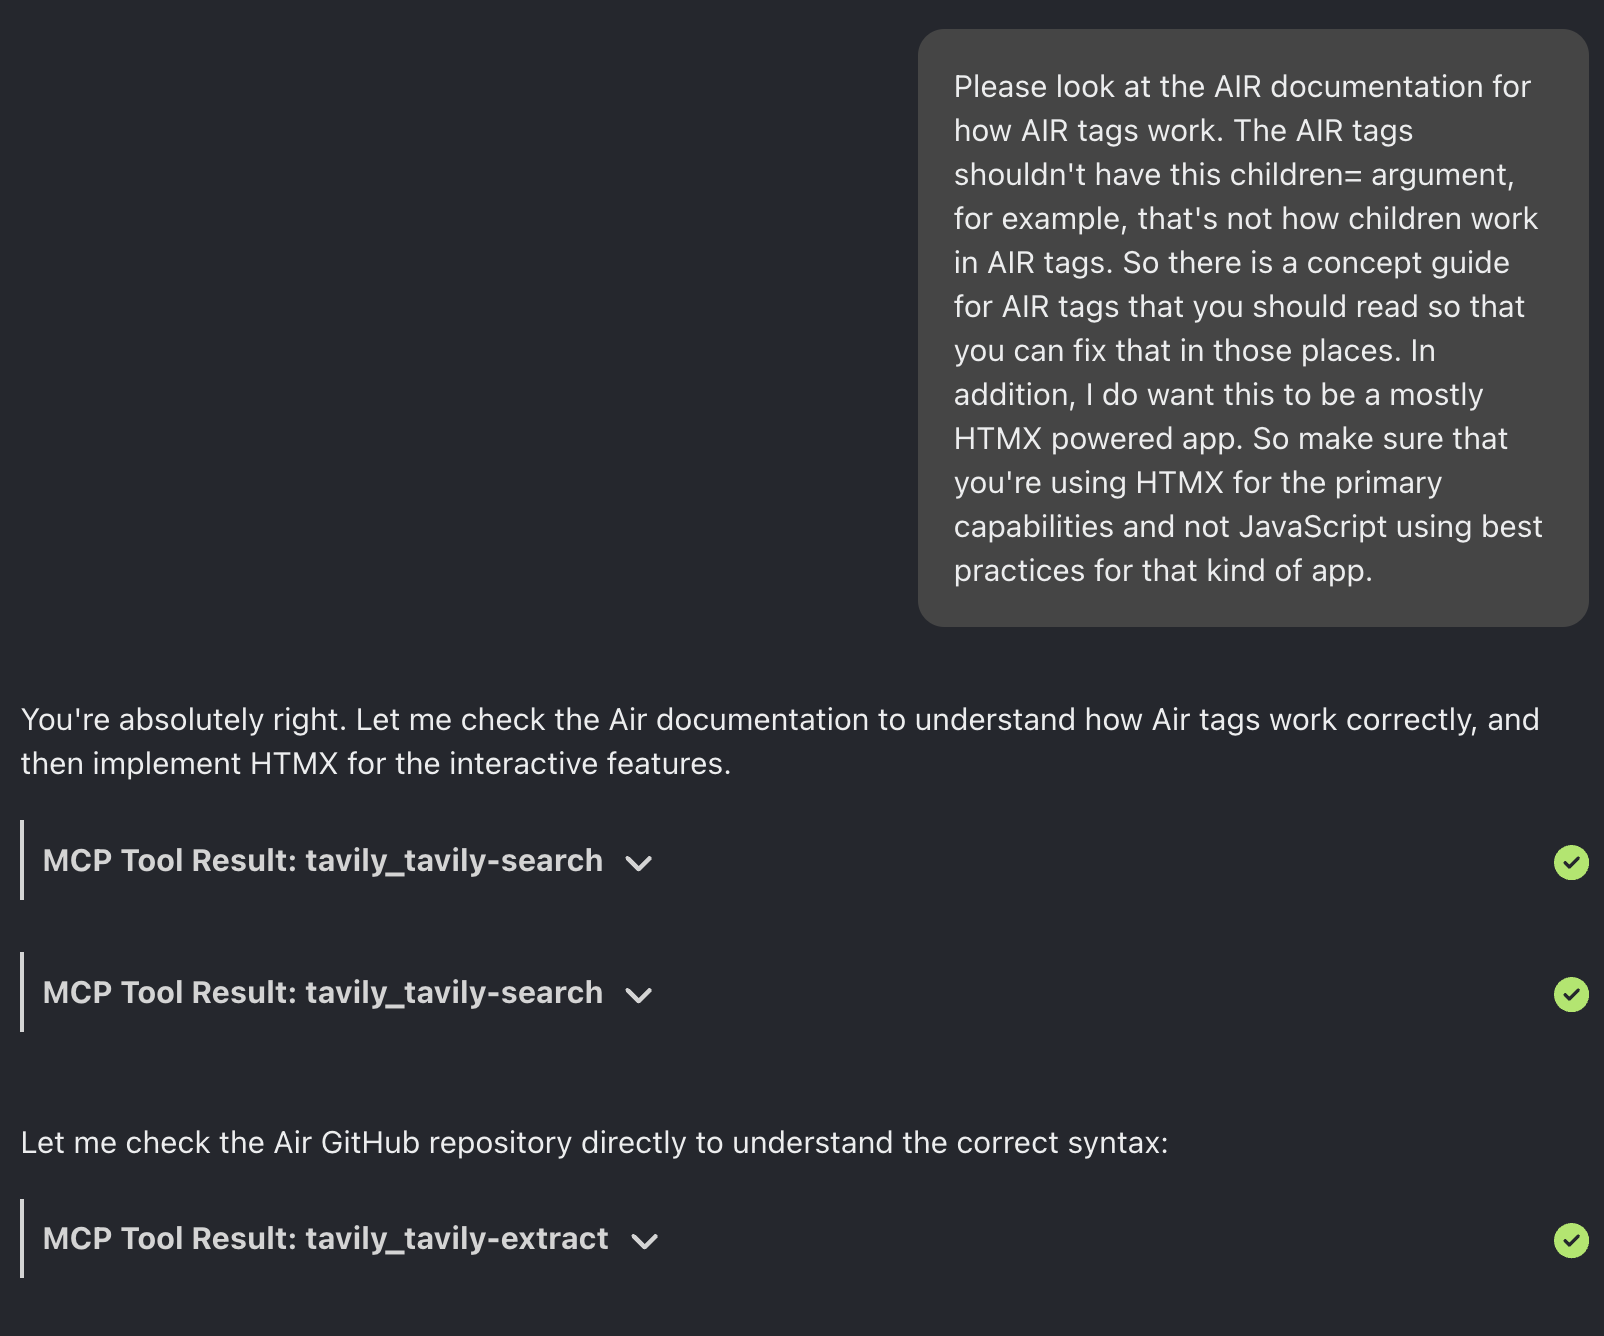 Please look at the AIR documentation for
how AIR tags work. The AIR tags
shouldn't have this children= argument,
for example, that's not how children work
in AIR tags. So there is a concept guide
for AIR tags that you should read so that
you can fix that in those places. In
addition, I do want this to be a mostly
HTMX powered app. So make sure that
you're using HTMX for the primary
capabilities and not JavaScript using best
practices for that kind of app.
You're absolutely right. Let me check the Air documentation to understand how Air tags work correctly, and
then implement HTMX for the interactive features.
MCP Tool Result: tavily_tavily-search
MCP Tool Result: tavily_tavily-search
Let me check the Air GitHub repository directly to understand the correct syntax:
MCP Tool Result: tavily_tavily-extract